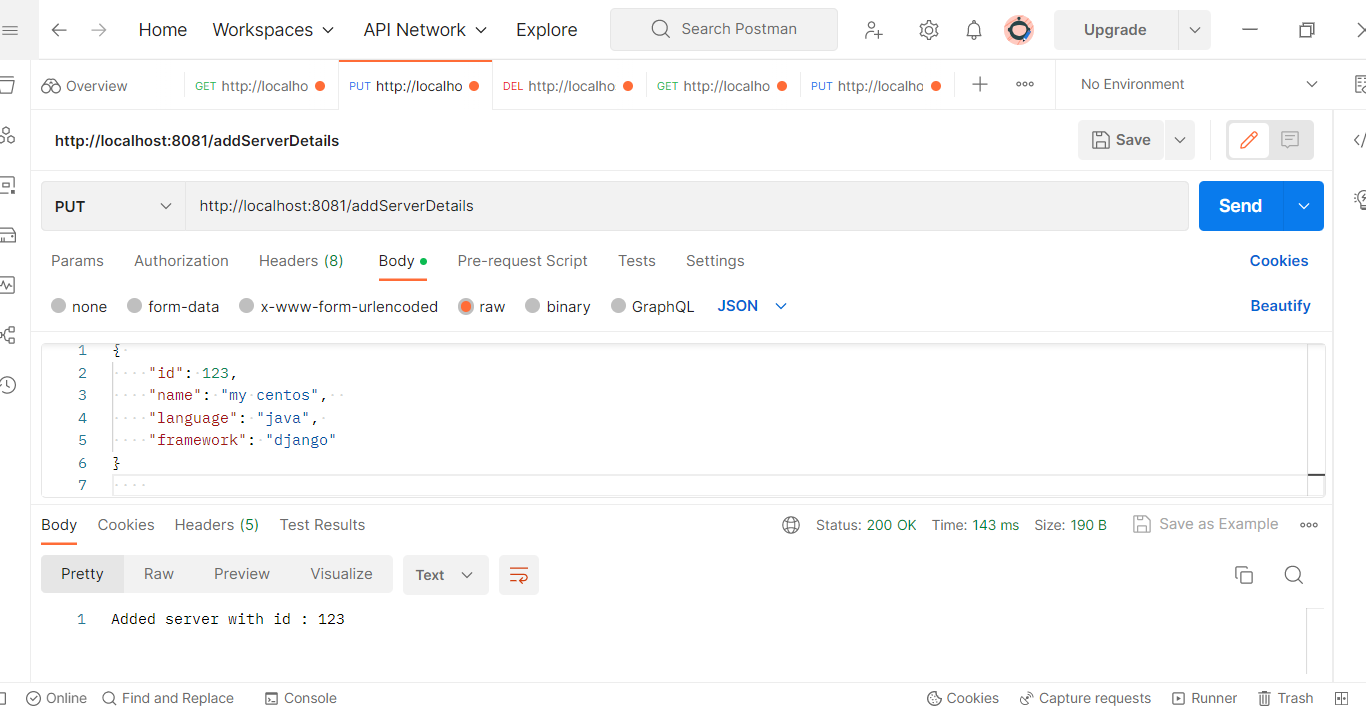 Home Workspaces API Network Explore Search Postman Upgrade
Overview GET http://localho PUT http://localho DEL http://localho GET http://localho PUT http://localho No Environment
http://localhost:8081/addServerDetails Save
PUT http://localhost:8081/addServerDetails Send
Params Authorization Headers (8) Body Pre-request Script Tests Settings Cookies
none form-data x-www-form-urlencoded raw binary GraphQL JSON Beautify
1 {
2 "id": 123,
3 "name": "my centos",
4 "language": "java",
5 "framework": "django"
6 }
7
Body Cookies Headers (5) Test Results Status: 200 OK Time: 143 ms Size: 190 B Save as Example
Pretty Raw Preview Visualize Text
1 Added server with id : 123
Online Find and Replace Console Cookies Capture requests Runner Trash